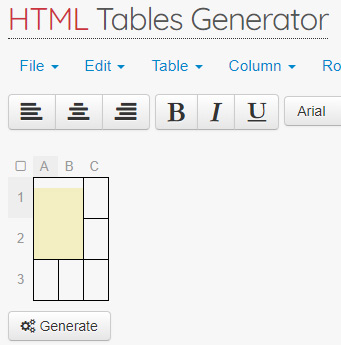 HTML Tables Generator
File Edit Table Column Ro
B I U Arial
A B C
1
2
3
Generate